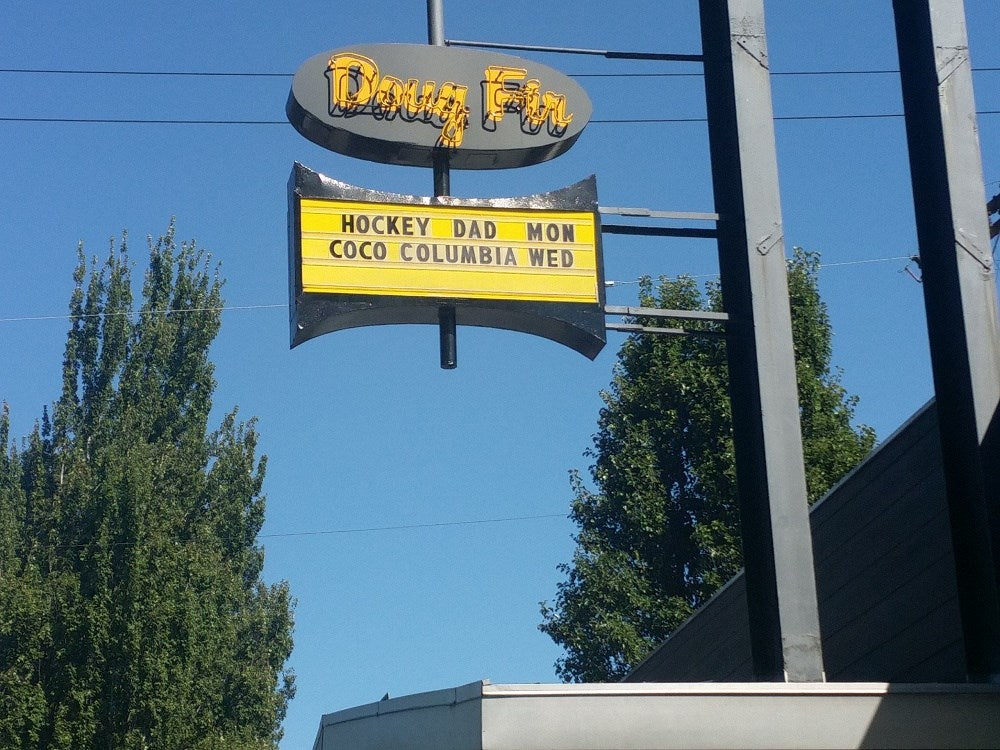 Doug Fir
HOCKEY DAD MON
COCO COLUMBIA WED